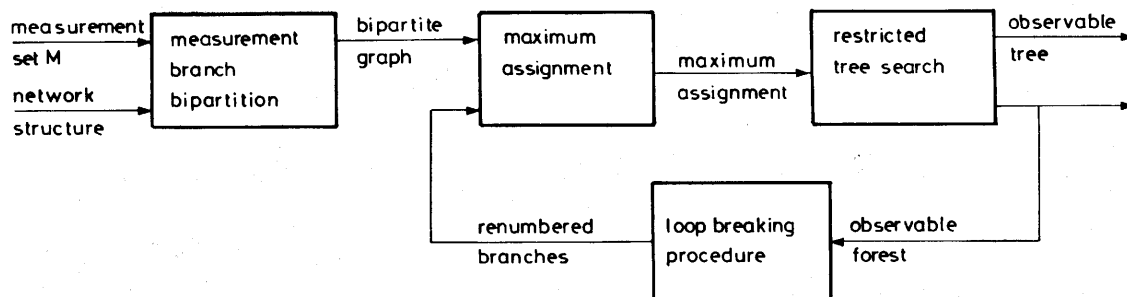 measurement
set M
network
structure
measurement
branch
bipartition
bipartite
graph
maximum
assignment
maximum
assignment
restricted
tree search
observable
tree
renumbered
branches
loop breaking
procedure
observable
forest